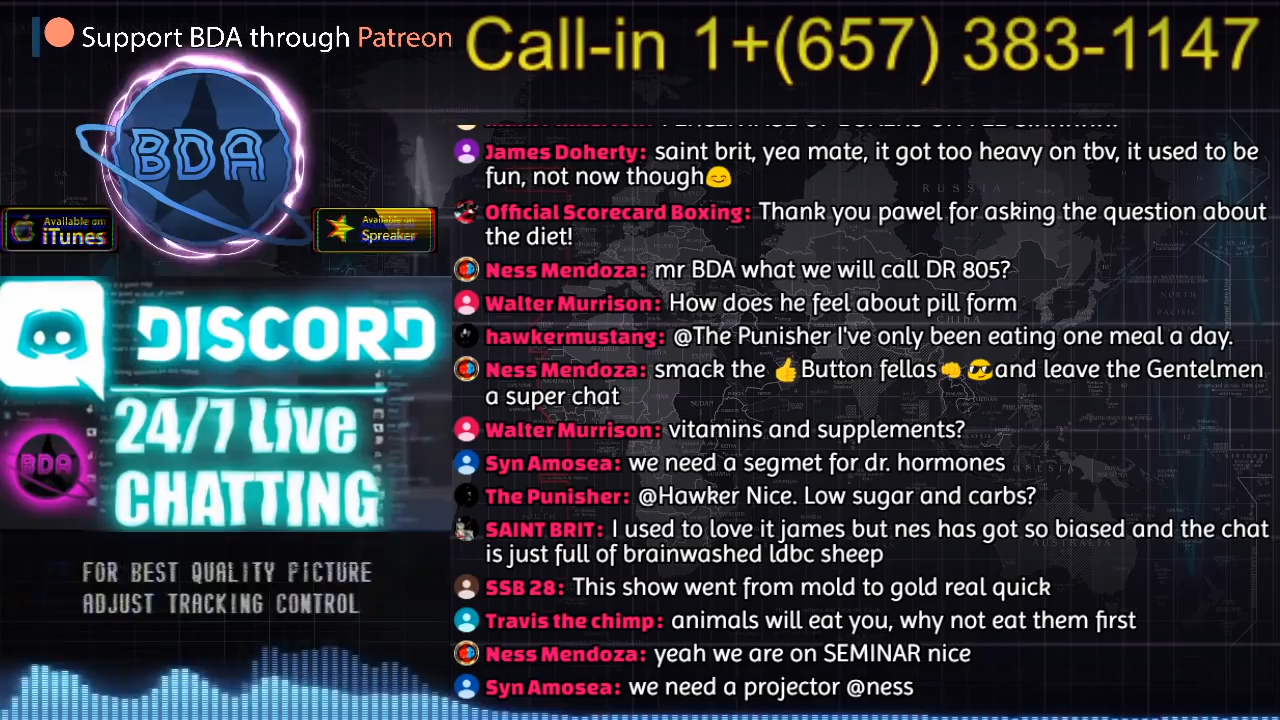 Support BDA through Patreon
Call-in 1+(657) 383-1147
BDA
Available on
iTunes
Available on
Spreaker
DISCORD
24/7 Live
CHATTING
BDA
FOR BEST QUALITY PICTURE
ADJUST TRACKING CONTROL
James Doherty: saint brit, yea mate, it got too heavy on tbv, it used to be
fun, not now though😊
Official Scorecard Boxing: Thank you pawel for asking the question about
the diet!
Ness Mendoza: mr BDA what we will call DR 805?
Walter Murrison: How does he feel about pill form
hawkermustang: @The Punisher I've only been eating one meal a day.
Ness Mendoza: smack the 👍Button fellas👊😎and leave the Gentelmen
a super chat
Walter Murrison: vitamins and supplements?
Syn Amosea: we need a segmet for dr. hormones
The Punisher: @Hawker Nice. Low sugar and carbs?
SAINT BRIT: I used to love it james but nes has got so biased and the chat
is just full of brainwashed ldbc sheep
SSB 28: This show went from mold to gold real quick
Travis the chimp: animals will eat you, why not eat them first
Ness Mendoza: yeah we are on SEMINAR nice
Syn Amosea: we need a projector @ness
RUSSIA